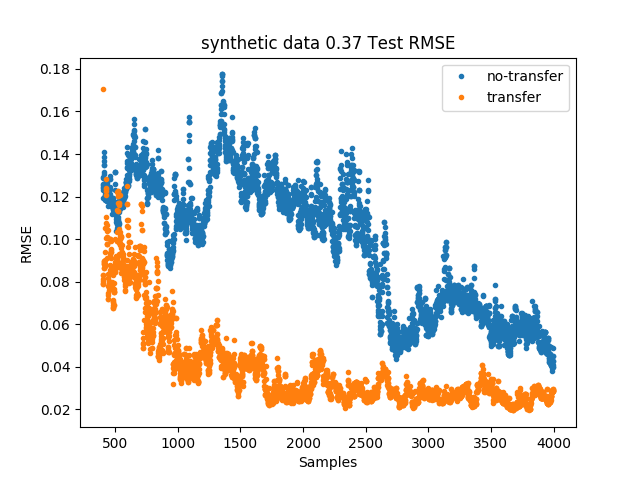 synthetic data 0.37 Test RMSE
no-transfer
transfer
0.18
0.16
0.14
0.12
0.10
0.08
0.06
0.04
0.02
RMSE
500 1000 1500 2000 2500 3000 3500 4000
Samples